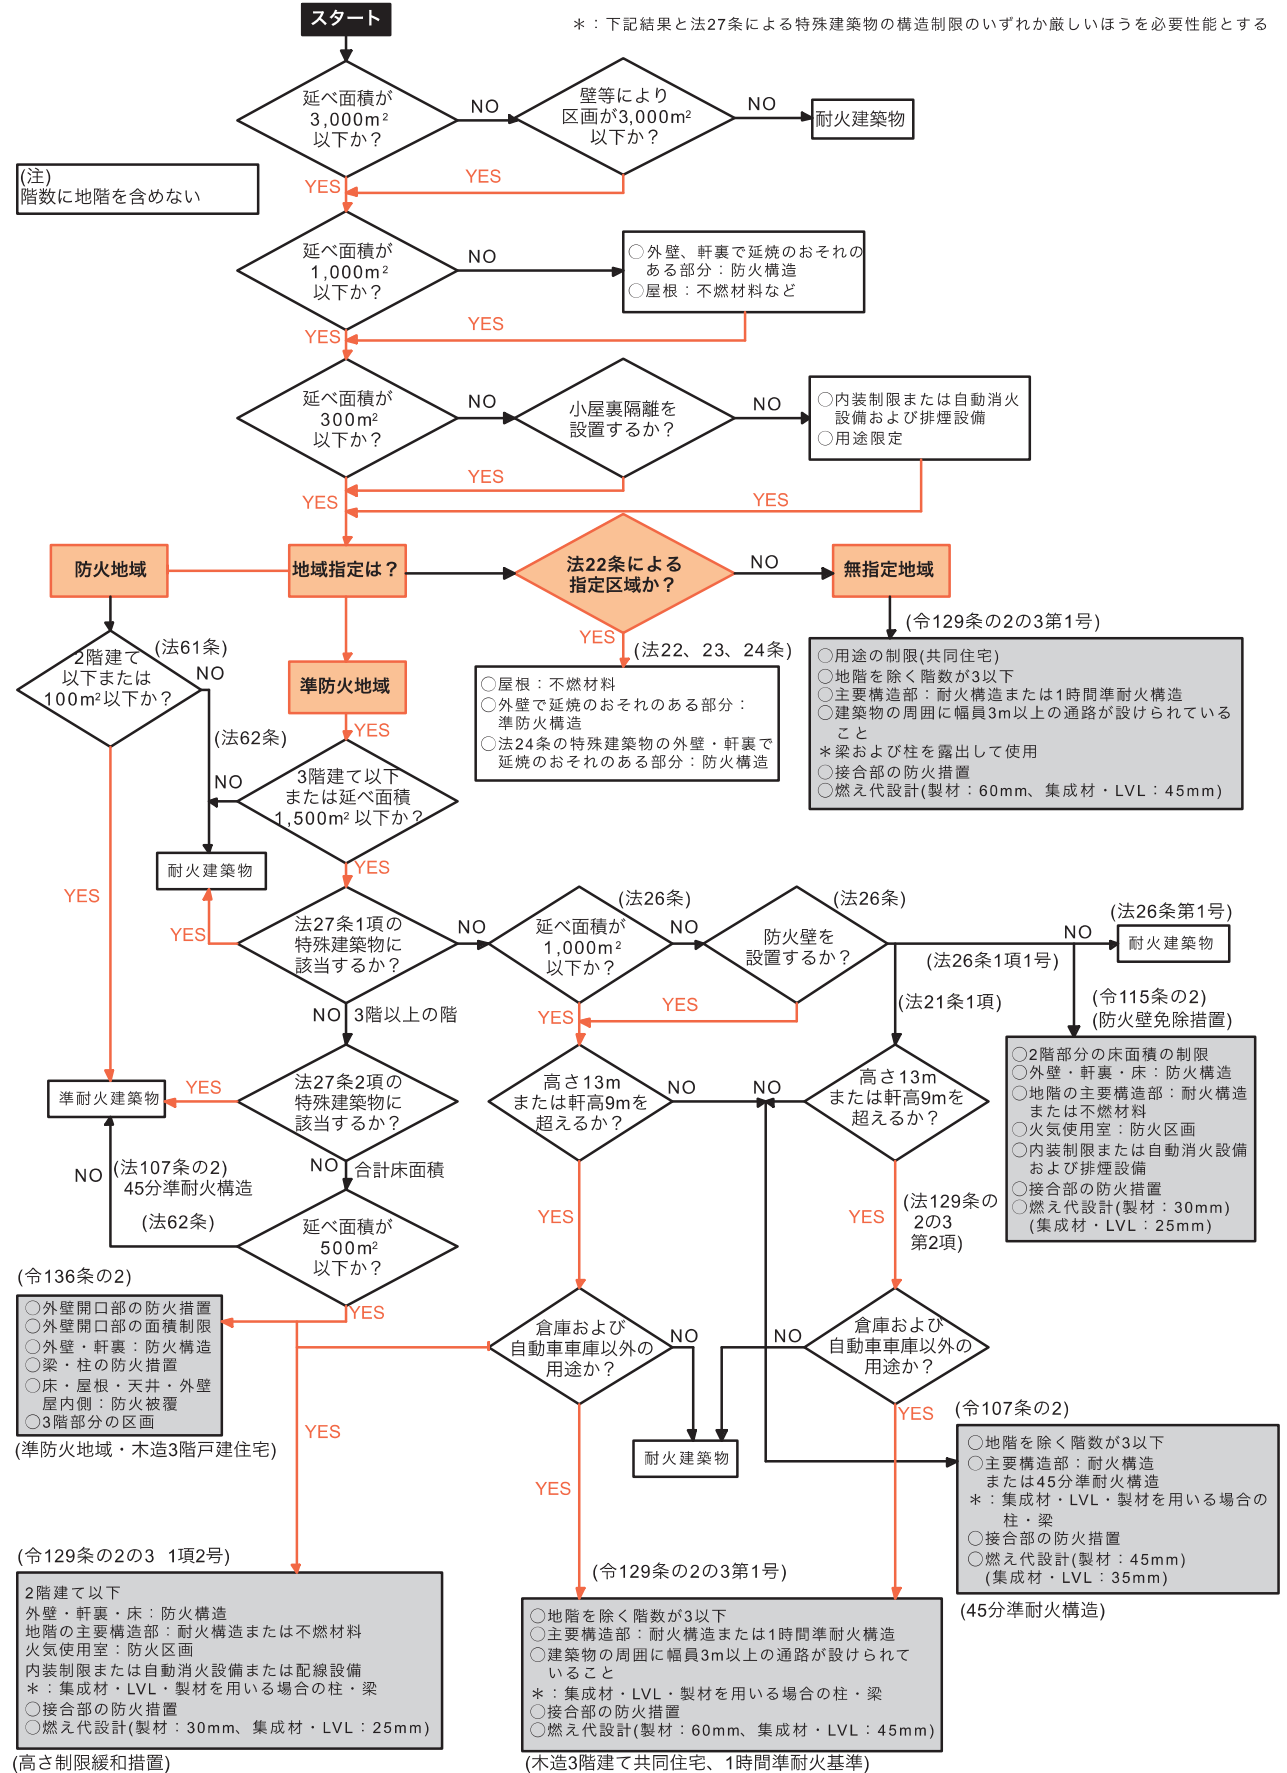 スタート
＊：下記結果と法27条による特殊建築物の構造制限のいずれか厳しいほうを必要性能とする
延べ面積が
3,000m²
以下か？
NO
壁等により
区画が3,000m²
以下か？
NO
耐火建築物
YES
YES
(注)
階数に地階を含めない
延べ面積が
1,000m²
以下か？
NO
○外壁、軒裏で延焼のおそれの
ある部分：防火構造
○屋根：不燃材料など
YES
YES
延べ面積が
300m²
以下か？
NO
小屋裏隔離を
設置するか？
NO
○内装制限または自動消火
設備および排煙設備
○用途限定
YES
YES
YES
防火地域
地域指定は？
法22条による
指定区域か？
NO
無指定地域
YES
YES
(法22、23、24条)
○屋根：不燃材料
○外壁で延焼のおそれのある部分：
準防火構造
○法24条の特殊建築物の外壁・軒裏で
延焼のおそれのある部分：防火構造
(令129条の2の3第1号)
○用途の制限(共同住宅)
○地階を除く階数が3以下
○主要構造部：耐火構造または1時間準耐火構造
○建築物の周囲に幅員3m以上の通路が設けられている
こと
＊梁および柱を露出して使用
○接合部の防火措置
○燃え代設計(製材：60mm、集成材・LVL：45mm)
(法61条)
2階建て
以下または
100m²以下か？
NO
準防火地域
YES
(法62条)
NO
3階建て以下
または延べ面積
1,500m²以下か？
耐火建築物
YES
YES
YES
法27条1項の
特殊建築物に
該当するか？
NO
(法26条)
延べ面積が
1,000m²
以下か？
NO
(法26条)
防火壁を
設置するか？
(法26条第1号)
NO
耐火建築物
(法26条1項1号)
(法21条1項)
(令115条の2)
(防火壁免除措置)
○2階部分の床面積の制限
○外壁・軒裏・床：防火構造
○地階の主要構造部：耐火構造
または不燃材料
○火気使用室：防火区画
○内装制限または自動消火設備
および排煙設備
○接合部の防火措置
○燃え代設計(製材：30mm)
(集成材・LVL：25mm)
NO
3階以上の階
YES
YES
準耐火建築物
YES
法27条2項の
特殊建築物に
該当するか？
高さ13m
または軒高9mを
超えるか？
NO
NO
高さ13m
または軒高9mを
超えるか？
NO
合計床面積
NO
(法107条の2)
45分準耐火構造
(法62条)
延べ面積が
500m²
以下か？
YES
YES
YES
(法129条の
2の3
第2項)
(令136条の2)
○外壁開口部の防火措置
○外壁開口部の面積制限
○外壁・軒裏：防火構造
○梁・柱の防火措置
○床・屋根・天井・外壁
屋内側：防火被覆
○3階部分の区画
(準防火地域・木造3階戸建住宅)
YES
倉庫および
自動車車庫以外の
用途か？
NO
NO
倉庫および
自動車車庫以外の
用途か？
耐火建築物
YES
YES
(令107条の2)
○地階を除く階数が3以下
○主要構造部：耐火構造
または45分準耐火構造
＊：集成材・LVL・製材を用いる場合の
柱・梁
○接合部の防火措置
○燃え代設計(製材：45mm)
(集成材・LVL：35mm)
(45分準耐火構造)
(令129条の2の3　1項2号)
2階建て以下
外壁・軒裏・床：防火構造
地階の主要構造部：耐火構造または不燃材料
火気使用室：防火区画
内装制限または自動消火設備または配線設備
＊：集成材・LVL・製材を用いる場合の柱・梁
○接合部の防火措置
○燃え代設計(製材：30mm、集成材・LVL：25mm)
(高さ制限緩和措置)
(令129条の2の3第1号)
○地階を除く階数が3以下
○主要構造部：耐火構造または1時間準耐火構造
○建築物の周囲に幅員3m以上の通路が設けられて
いること
＊：集成材・LVL・製材を用いる場合の柱・梁
○接合部の防火措置
○燃え代設計(製材：60mm、集成材・LVL：45mm)
(木造3階建て共同住宅、1時間準耐火基準)